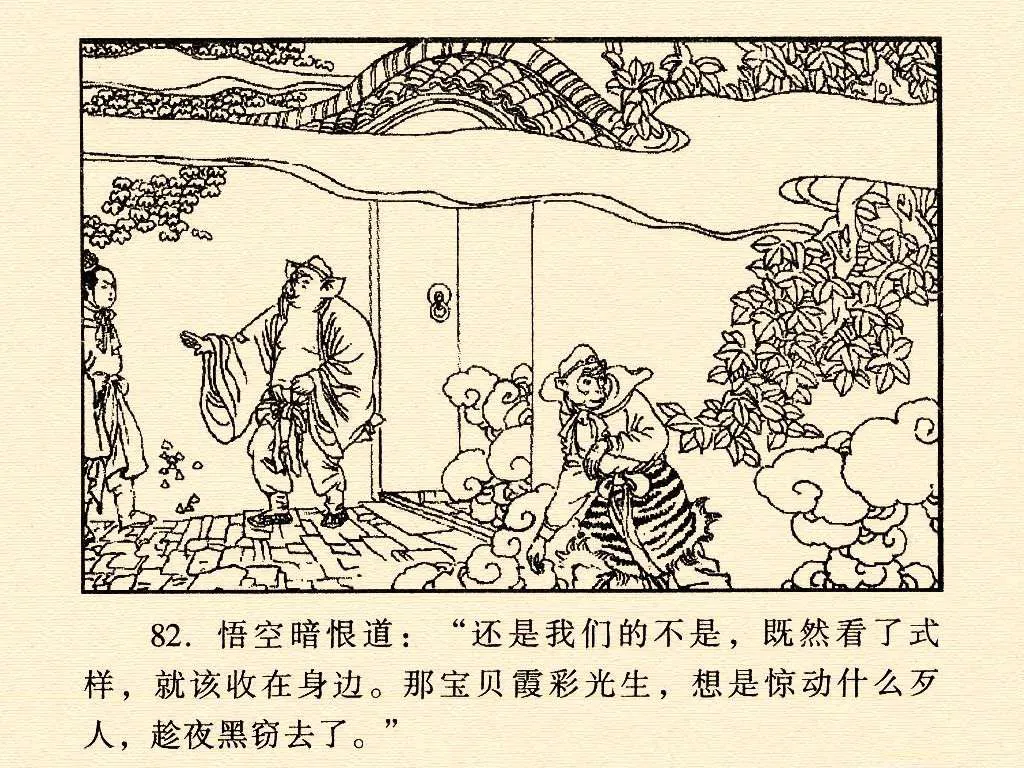 82. 悟空暗恨道：“还是我们的不是，既然看了式
样，就该收在身边。那宝贝霞彩光生，想是惊动什么歹
人，趁夜黑窃去了。”